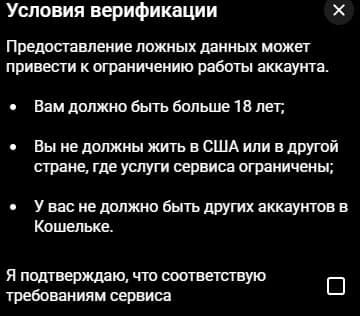 Условия верификации
Предоставление ложных данных может
привести к ограничению работы аккаунта.
• Вам должно быть больше 18 лет;
• Вы не должны жить в США или в другой
стране, где услуги сервиса ограничены;
• У вас не должно быть других аккаунтов в
Кошельке.
Я подтверждаю, что соответствую
требованиям сервиса